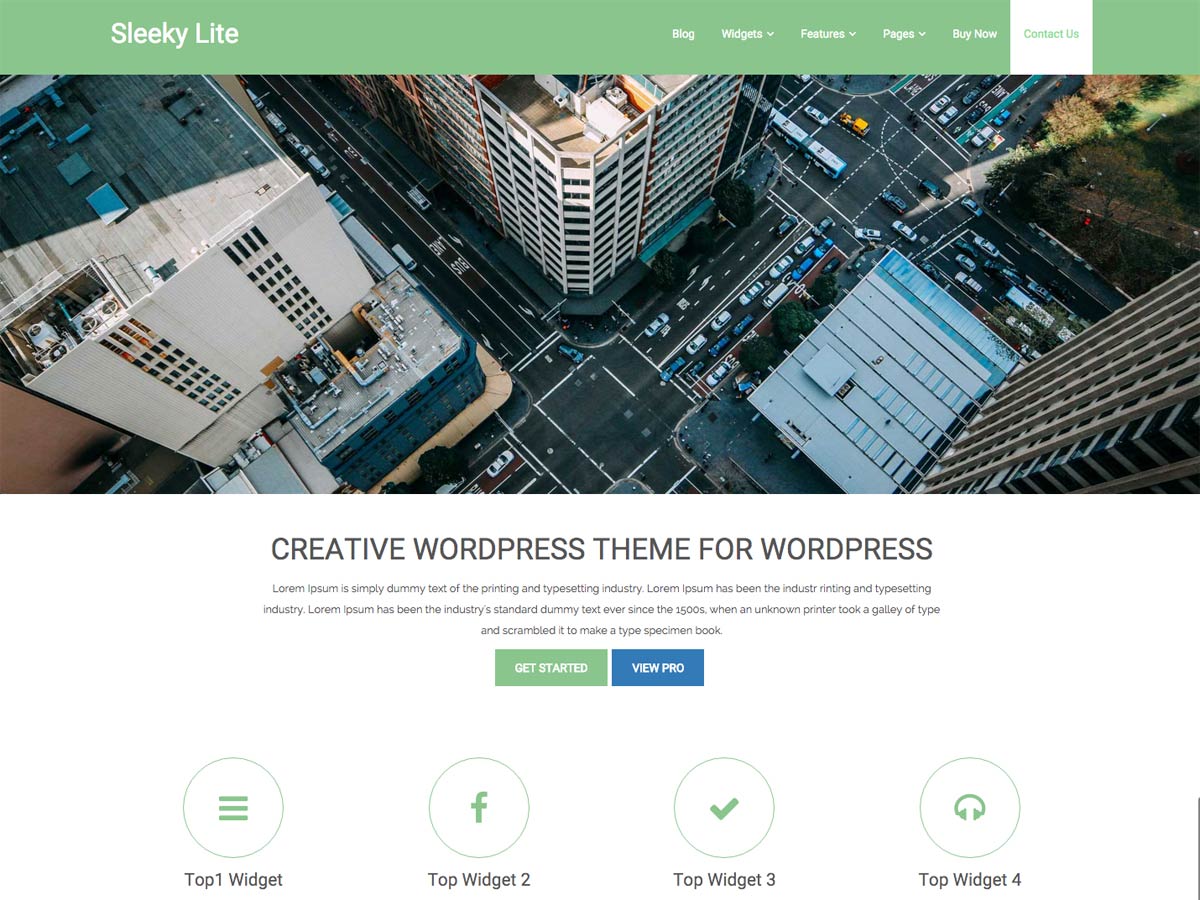 Sleeky Lite
Blog Widgets Features Pages Buy Now Contact Us
LANE
BUS
CREATIVE WORDPRESS THEME FOR WORDPRESS
Lorem Ipsum is simply dummy text of the printing and typesetting industry. Lorem Ipsum has been the industr rinting and typesetting
industry. Lorem Ipsum has been the industry's standard dummy text ever since the 1500s, when an unknown printer took a galley of type
and scrambled it to make a type specimen book.
GET STARTED VIEW PRO
Top1 Widget Top Widget 2 Top Widget 3 Top Widget 4